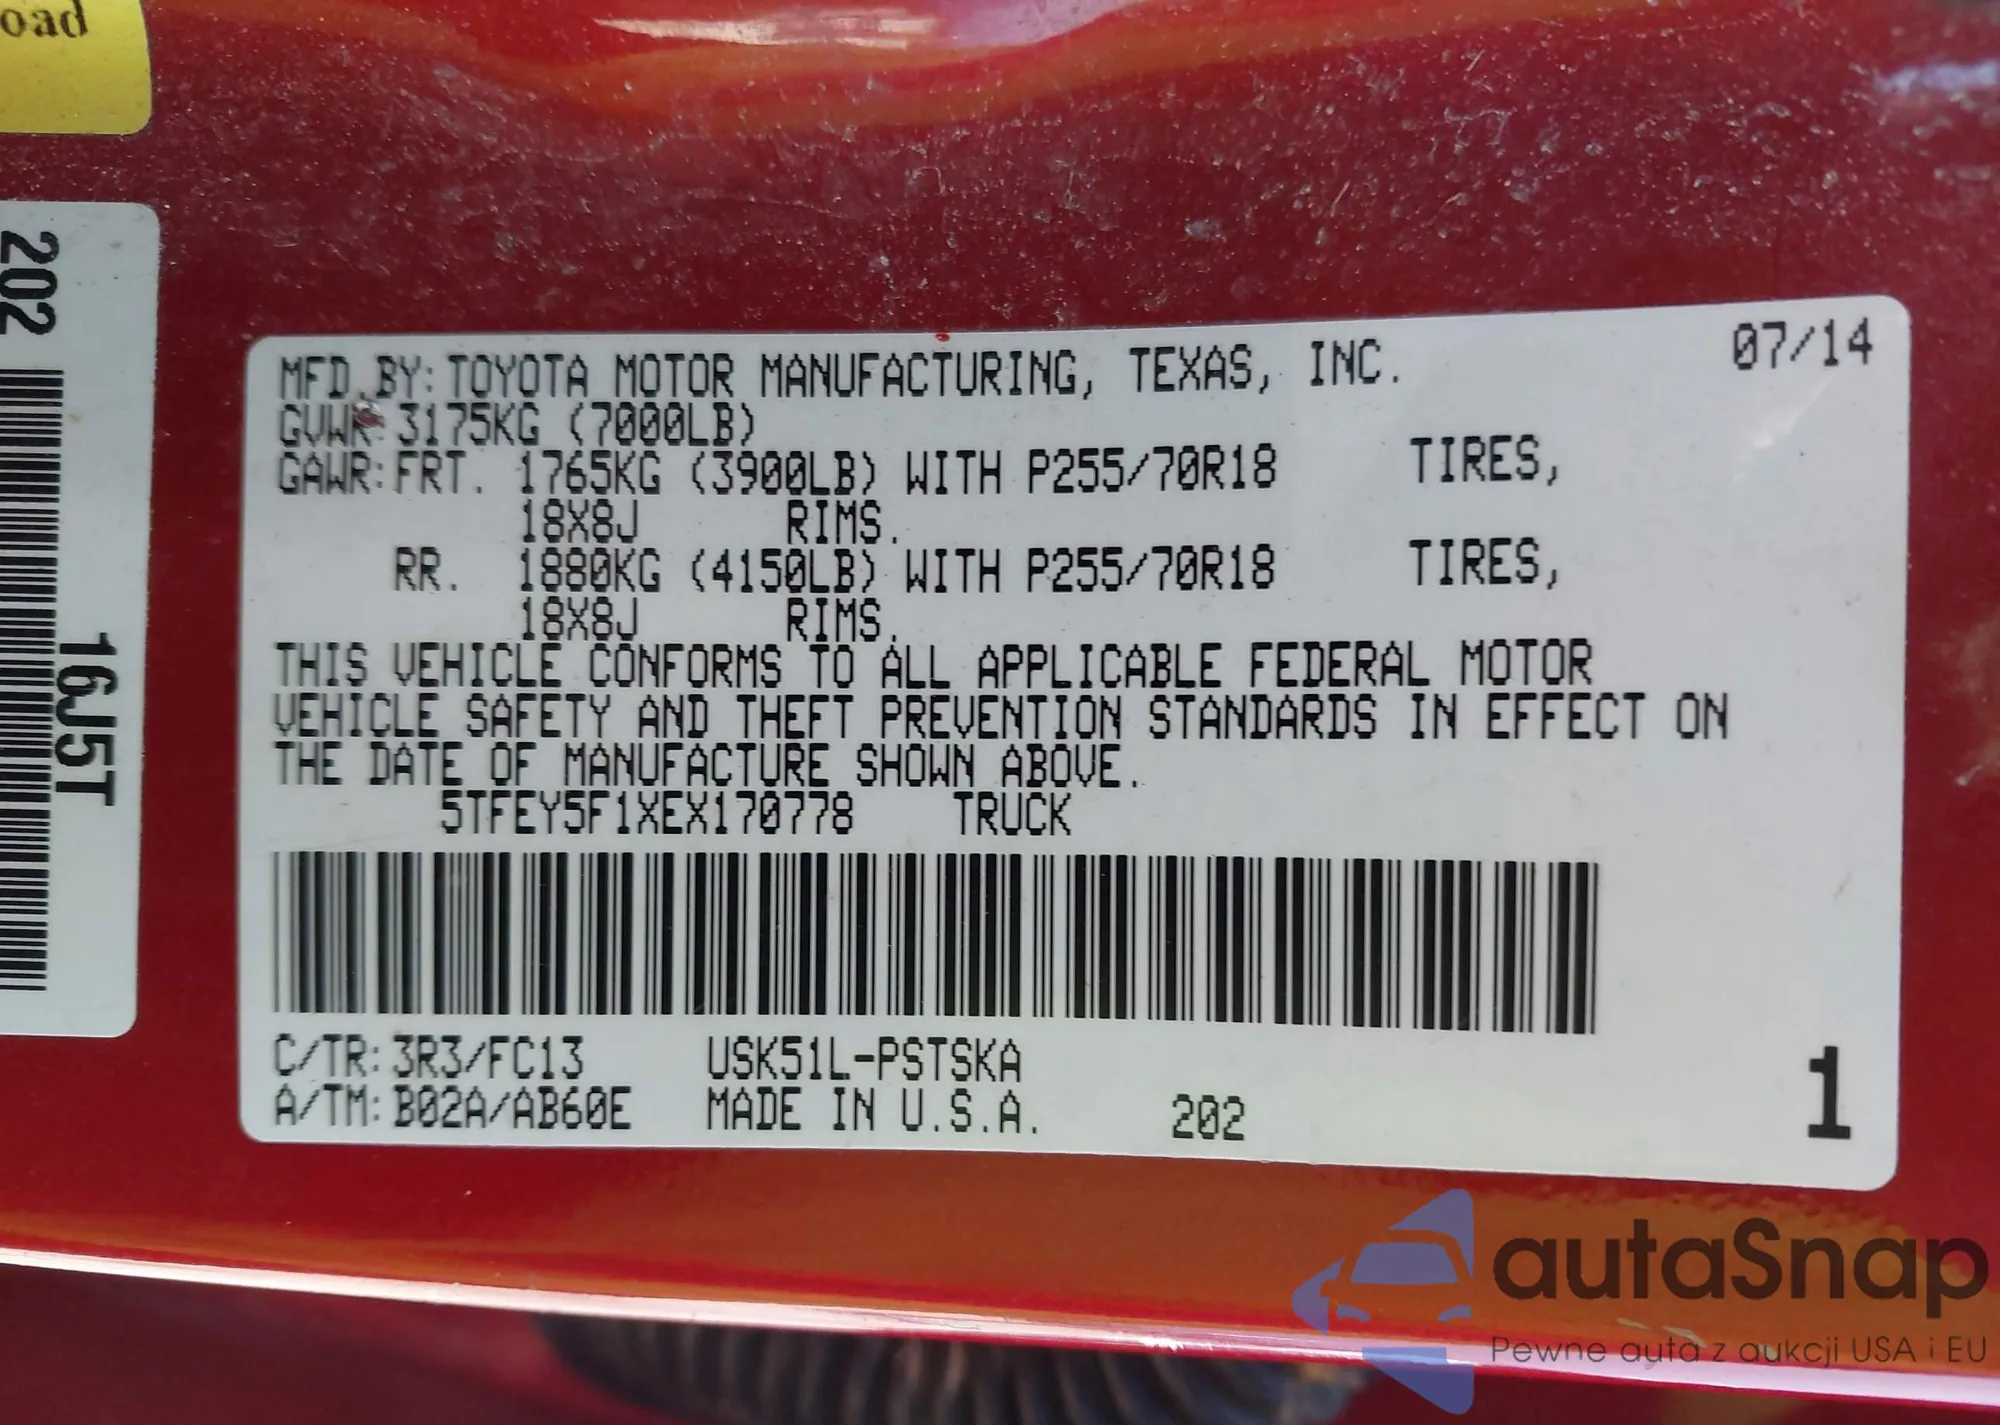 oad
202
16J5T
MFD.BY: TOYOTA MOTOR MANUFACTURING, TEXAS, INC. 07/14
GVWR: 3175KG (7000LB)
GAWR: FRT. 1765KG (3900LB) WITH P255/70R18 TIRES,
18X8J RIMS.
RR. 1880KG (4150LB) WITH P255/70R18 TIRES,
18X8J RIMS.
THIS VEHICLE CONFORMS TO ALL APPLICABLE FEDERAL MOTOR
VEHICLE SAFETY AND THEFT PREVENTION STANDARDS IN EFFECT ON
THE DATE OF MANUFACTURE SHOWN ABOVE.
5TFEY5F1XEX170778 TRUCK
C/TR: 3R3/FC13 USK51L-PSTSKA
A/TM: B02A/AB60E MADE IN U.S.A. 202 1
autaSnap
Pewne auta z aukcji USA i EU